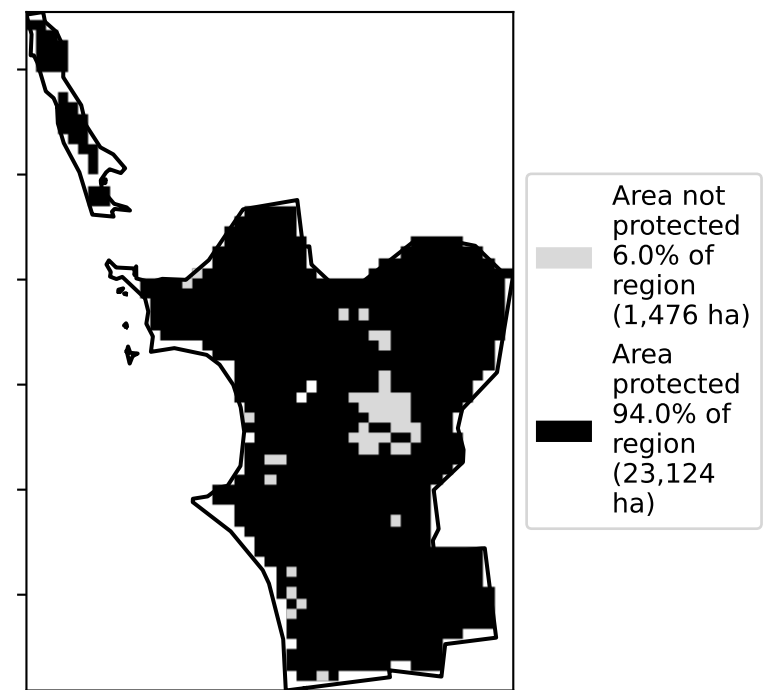 Area not
protected
6.0% of
region
(1,476 ha)
Area
protected
94.0% of
region
(23,124
ha)